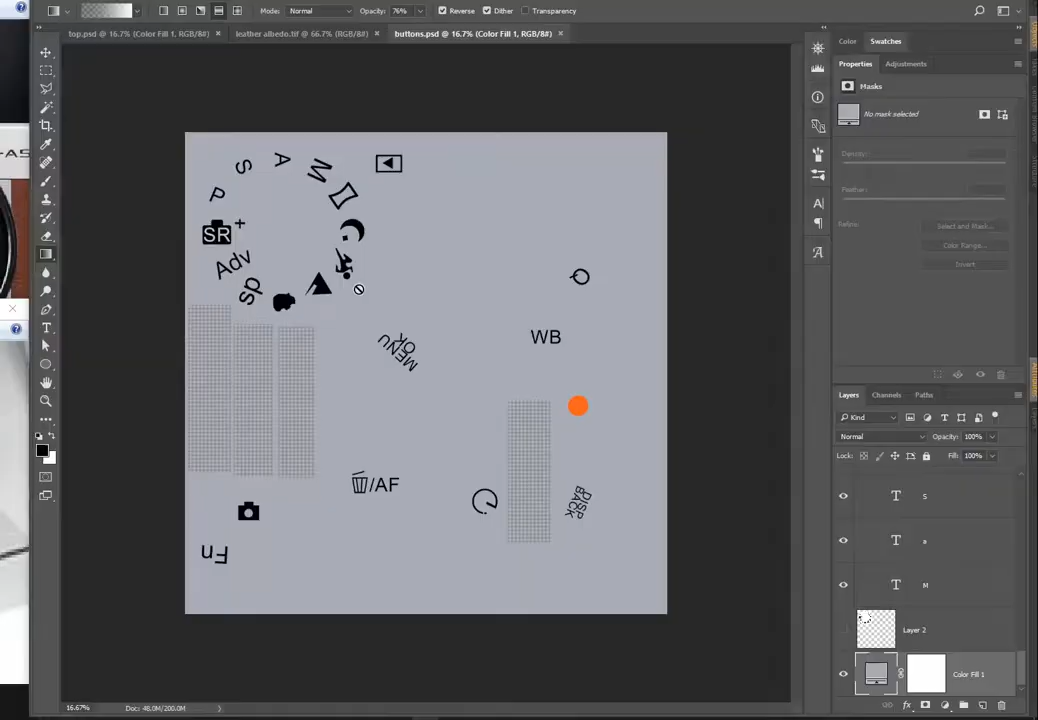 Mode: Normal Opacity: 76% Reverse Dither Transparency
top.psd @ 16.7% (Color Fill 1, RGB/8#) × leather albedo.tif @ 66.7% (RGB/8#) × buttons.psd @ 16.7% (Color Fill 1, RGB/8#) ×
Color Swatches
Properties Adjustments
Masks
No mask selected
Density:
Feather:
Refine:
Select and Mask...
Color Range...
Invert
P
S
A
M
SR
+
Adv
SP
Q
WB
MENU
OK
/AF
DISP
BACK
Fn
Layers Channels Paths
Kind
Normal Opacity: 100%
Lock: Fill: 100%
T S
T a
T M
Layer 2
Color Fill 1
fx
16.67% Doc: 48.0M/200.0M